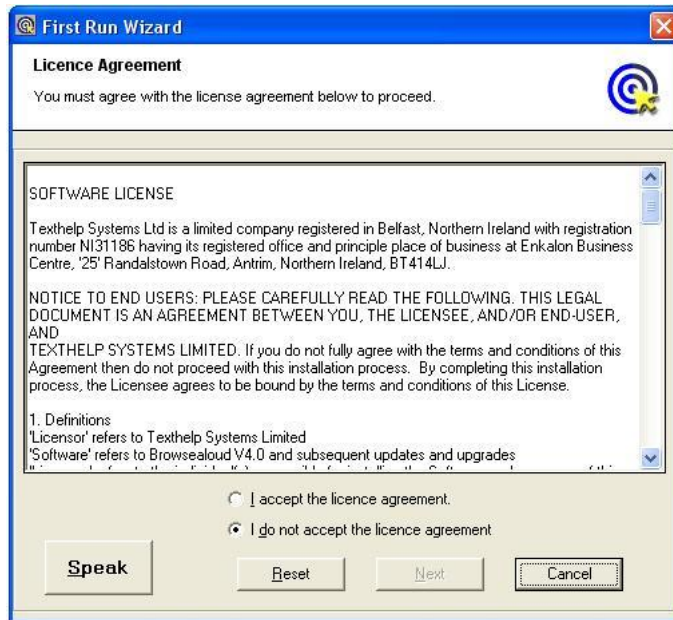 First Run Wizard
Licence Agreement
You must agree with the license agreement below to proceed.
SOFTWARE LICENSE
Texthelp Systems Ltd is a limited company registered in Belfast, Northern Ireland with registration
number NI31186 having its registered office and principle place of business at Enkalon Business
Centre, '25' Randalstown Road, Antrim, Northern Ireland, BT414LJ.
NOTICE TO END USERS: PLEASE CAREFULLY READ THE FOLLOWING. THIS LEGAL
DOCUMENT IS AN AGREEMENT BETWEEN YOU, THE LICENSEE, AND/OR END-USER,
AND
TEXTHELP SYSTEMS LIMITED. If you do not fully agree with the terms and conditions of this
Agreement then do not proceed with this installation process. By completing this installation
process, the Licensee agrees to be bound by the terms and conditions of this License.
1. Definitions
'Licensor' refers to Texthelp Systems Limited
'Software' refers to Browsealoud V4.0 and subsequent updates and upgrades
I accept the licence agreement.
I do not accept the licence agreement
Speak
Reset
Next
Cancel